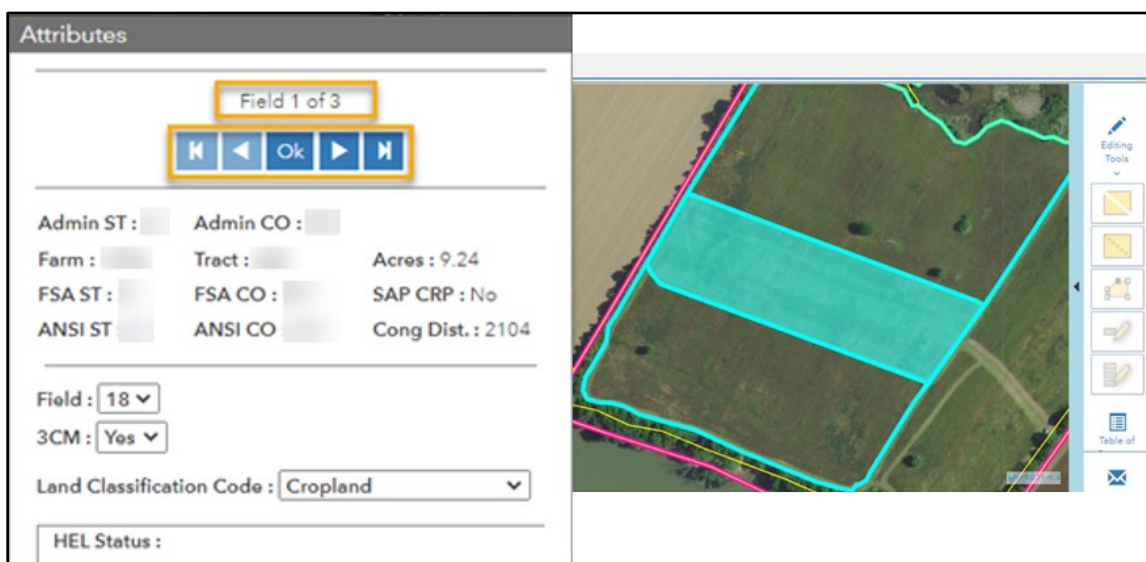 Attributes
Field 1 of 3
Ok
Admin ST : Admin CO :
Farm : Tract : Acres : 9.24
FSA ST : FSA CO : SAP CRP : No
ANSI ST ANSI CO Cong Dist. : 2104
Field : 18
3CM : Yes
Land Classification Code : Cropland
HEL Status :
Editing
Tools
Table of